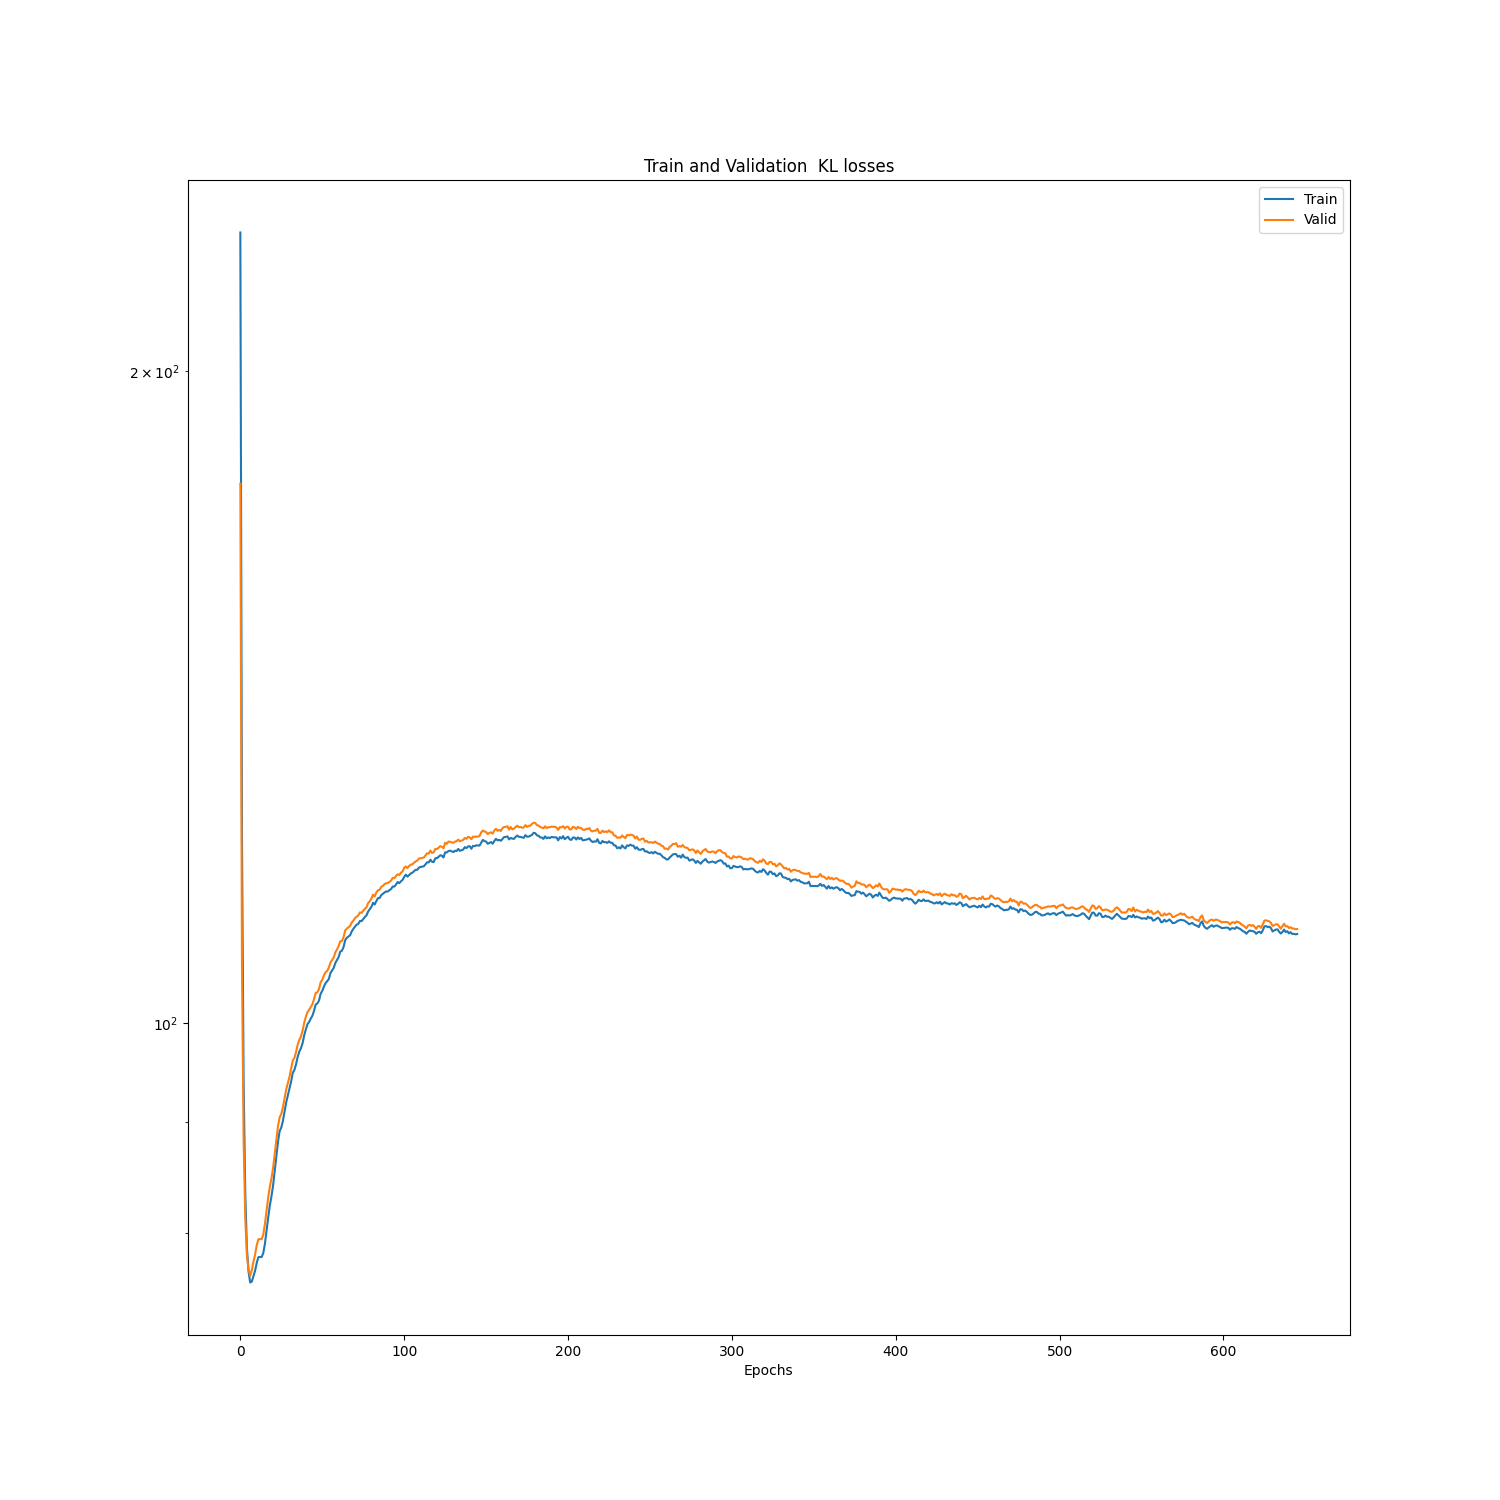 Train and Validation  KL losses
Train
Valid
2 × 10²
10²
0 100 200 300 400 500 600
Epochs